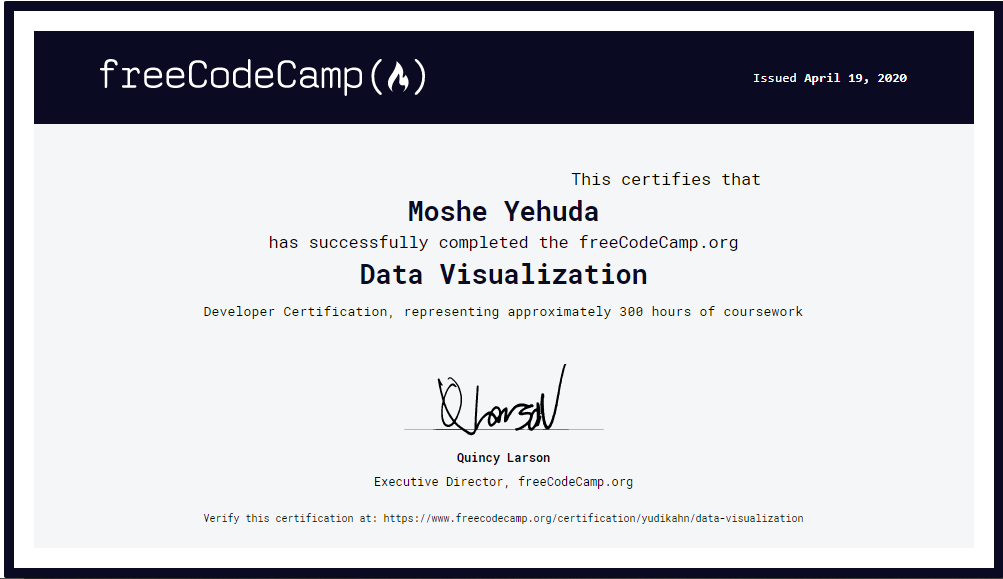 freeCodeCamp(🔥)
Issued April 19, 2020
This certifies that
Moshe Yehuda
has successfully completed the freeCodeCamp.org
Data Visualization
Developer Certification, representing approximately 300 hours of coursework
QLarson
Quincy Larson
Executive Director, freeCodeCamp.org
Verify this certification at: https://www.freecodecamp.org/certification/yudikahn/data-visualization